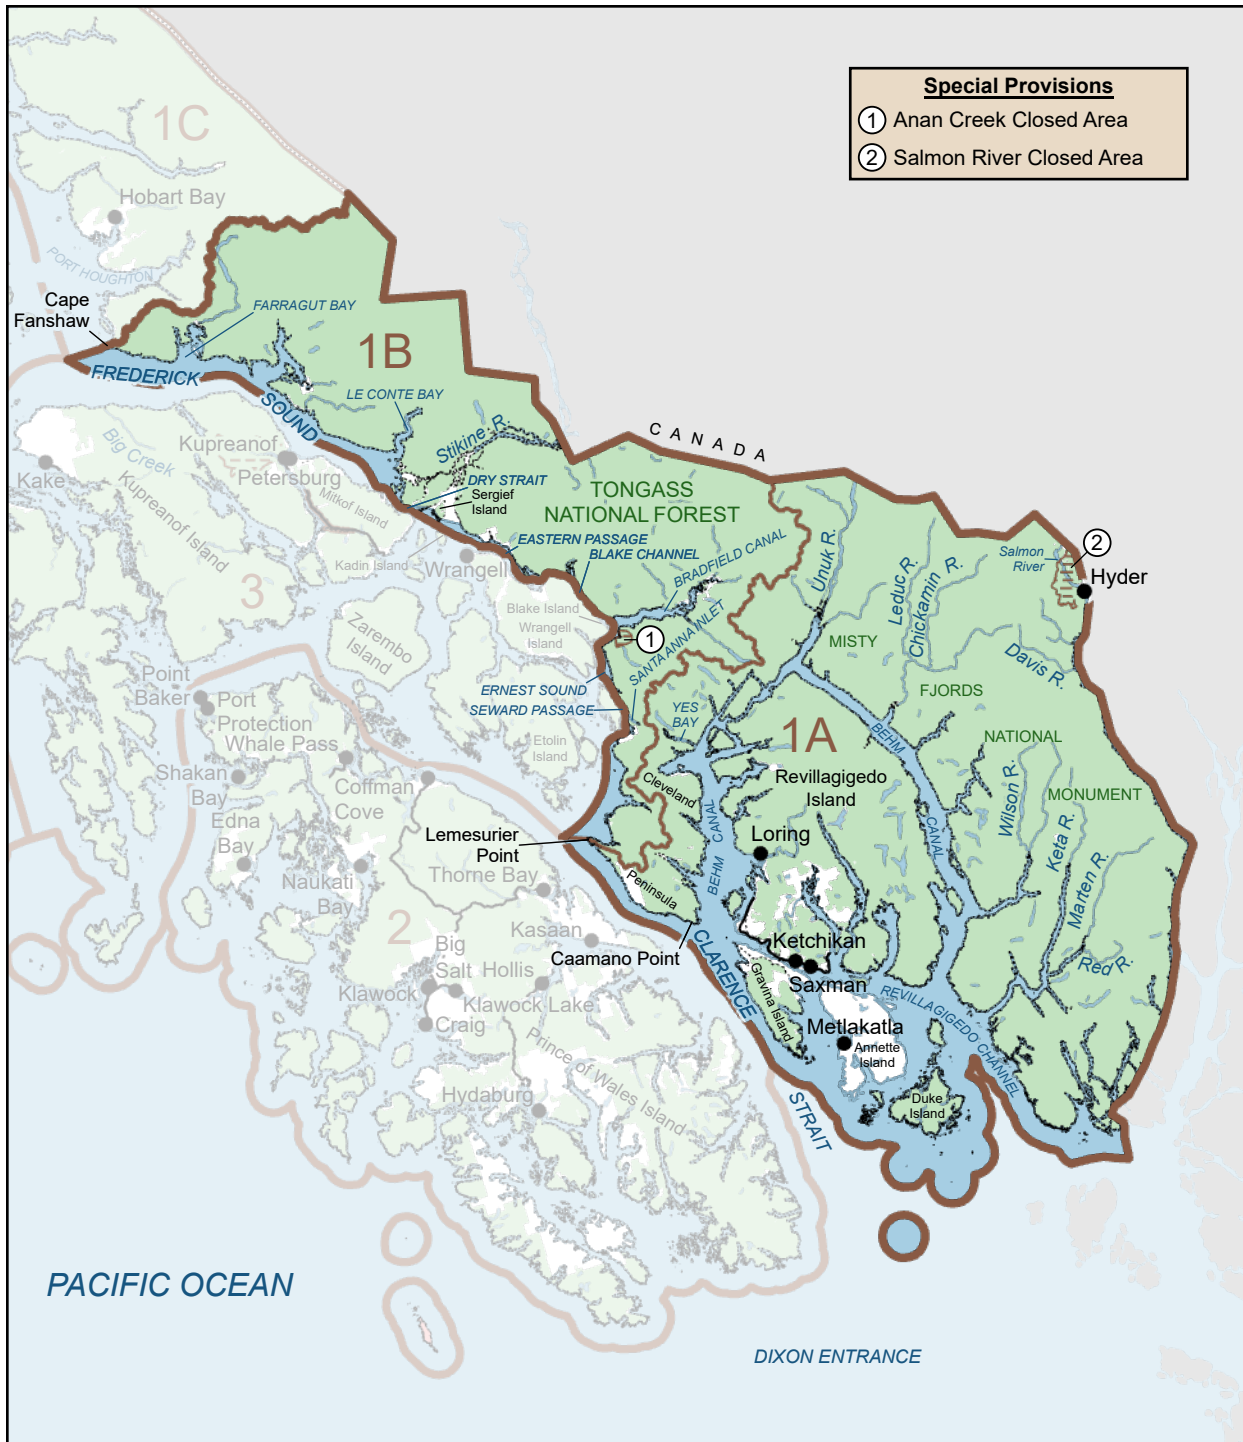 Special Provisions
1 Anan Creek Closed Area
2 Salmon River Closed Area
1C
Hobart Bay
PORT HOUGHTON
Cape
Fanshaw
FARRAGUT BAY
1B
FREDERICK
SOUND
LE CONTE BAY
Stikine R.
CANADA
Big Creek
Kupreanof
Petersburg
Kake
Kupreanof Island
Mitkof Island
DRY STRAIT
Sergief
Island
TONGASS
NATIONAL FOREST
EASTERN PASSAGE
BLAKE CHANNEL
BRADFIELD CANAL
Kadin Island
Wrangell
3
Unuk R.
Leduc R.
Chickamin R.
Salmon
River
2
Hyder
Blake Island
Wrangell
Island
1
SANTA ANNA INLET
Zarembo
Island
MISTY
Davis R.
FJORDS
Point
Baker
Port
Protection
ERNEST SOUND
SEWARD PASSAGE
YES
BAY
1A
BEHM
CANAL
NATIONAL
Whale Pass
Etolin
Island
Shakan
Bay
Coffman
Cove
Cleveland
Peninsula
Revillagigedo
Island
Wilson R.
MONUMENT
Edna
Bay
Lemesurier
Point
BEHM CANAL
Loring
Keta R.
Naukati
Bay
Thorne Bay
Marten R.
2
Kasaan
Caamano Point
CLARENCE
STRAIT
Ketchikan
Saxman
Red R.
Big
Salt
Hollis
Klawock
Klawock Lake
Craig
Gravina Island
REVILLAGIGEDO CHANNEL
Metlakatla
Annette
Island
Prince
of Wales Island
Hydaburg
Duke
Island
PACIFIC OCEAN
DIXON ENTRANCE